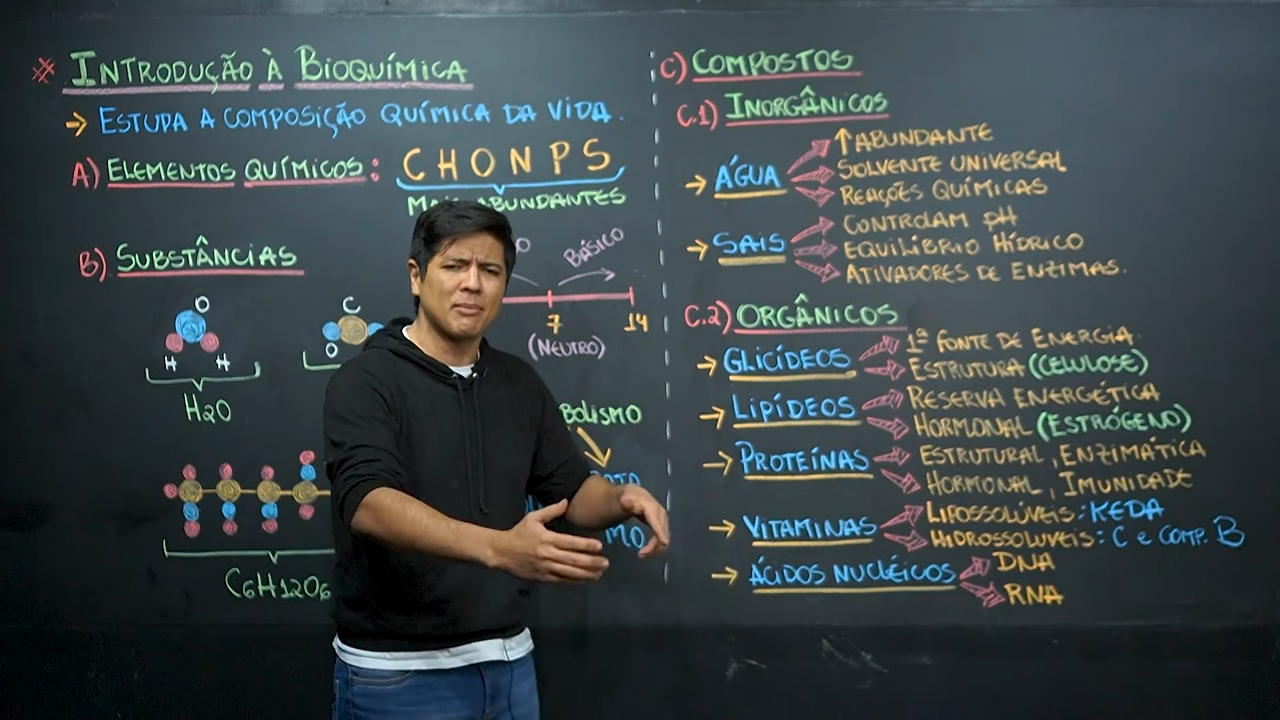 * INTRODUÇÃO À BIOQUÍMICA
→ ESTUDA A COMPOSIÇÃO QUÍMICA DA VIDA.
A) ELEMENTOS QUÍMICOS: C H O N P S
MAIS ABUNDANTES
B) SUBSTÂNCIAS
O
H H
H2O
C
O
BÁSICO
7 14
(NEUTRO)
C6H12O6
C) COMPOSTOS
C.1) INORGÂNICOS
→ ÁGUA
↑ ABUNDANTE
SOLVENTE UNIVERSAL
REAÇÕES QUÍMICAS
→ SAIS
CONTROLAM pH
EQUILÍBRIO HÍDRICO
ATIVADORES DE ENZIMAS.
C.2) ORGÂNICOS
→ GLICÍDEOS
1ª FONTE DE ENERGIA.
ESTRUTURA (CELULOSE)
→ LIPÍDEOS
RESERVA ENERGÉTICA
HORMONAL (ESTRÓGENO)
→ PROTEÍNAS
ESTRUTURAL, ENZIMÁTICA
HORMONAL, IMUNIDADE
→ VITAMINAS
LIPOSSOLÚVEIS: KEDA
HIDROSSOLUVEIS: C e COMP. B
→ ÁCIDOS NUCLÉICOS
DNA
RNA